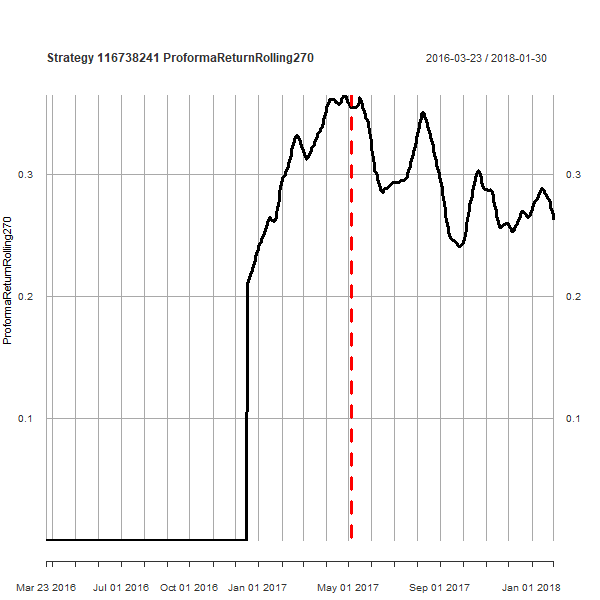 Strategy 116738241 ProformaReturnRolling270
2016-03-23 / 2018-01-30
ProformaReturnRolling270
0.3
0.3
0.2
0.2
0.1
0.1
Mar 23 2016 Jul 01 2016 Oct 01 2016 Jan 01 2017 May 01 2017 Sep 01 2017 Jan 01 2018